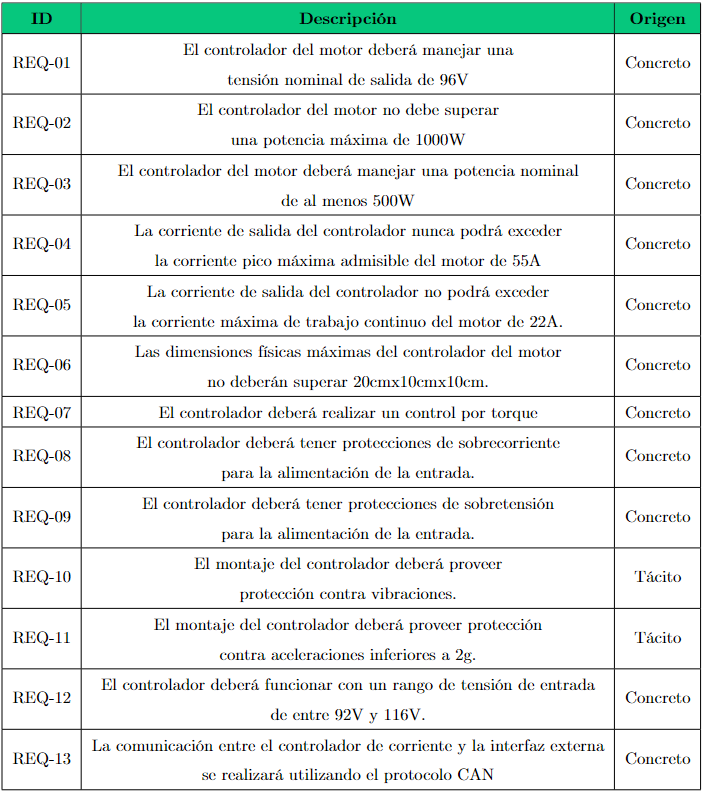 ID Descripción Origen
REQ-01 El controlador del motor deberá manejar una
tensión nominal de salida de 96V Concreto
REQ-02 El controlador del motor no debe superar
una potencia máxima de 1000W Concreto
REQ-03 El controlador del motor deberá manejar una potencia nominal
de al menos 500W Concreto
REQ-04 La corriente de salida del controlador nunca podrá exceder
la corriente pico máxima admisible del motor de 55A Concreto
REQ-05 La corriente de salida del controlador no podrá exceder
la corriente máxima de trabajo continuo del motor de 22A. Concreto
REQ-06 Las dimensiones físicas máximas del controlador del motor
no deberán superar 20cmx10cmx10cm. Concreto
REQ-07 El controlador deberá realizar un control por torque Concreto
REQ-08 El controlador deberá tener protecciones de sobrecorriente
para la alimentación de la entrada. Concreto
REQ-09 El controlador deberá tener protecciones de sobretensión
para la alimentación de la entrada. Concreto
REQ-10 El montaje del controlador deberá proveer
protección contra vibraciones. Tácito
REQ-11 El montaje del controlador deberá proveer protección
contra aceleraciones inferiores a 2g. Tácito
REQ-12 El controlador deberá funcionar con un rango de tensión de entrada
de entre 92V y 116V. Concreto
REQ-13 La comunicación entre el controlador de corriente y la interfaz externa
se realizará utilizando el protocolo CAN Concreto